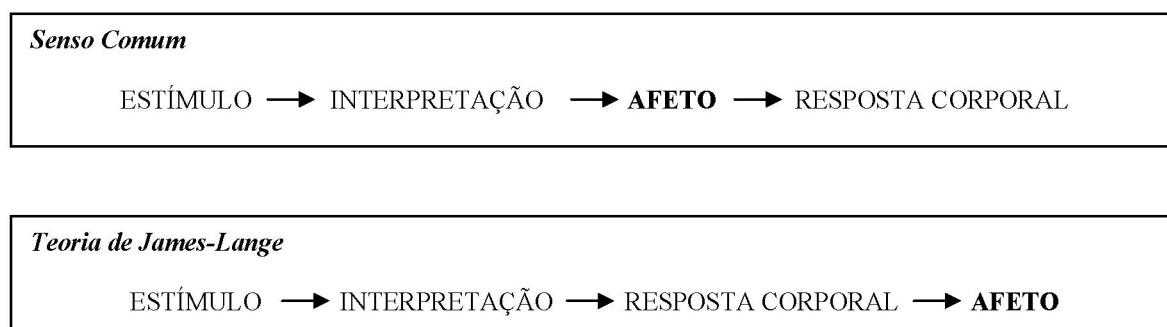 Senso Comum
ESTÍMULO → INTERPRETAÇÃO → AFETO → RESPOSTA CORPORAL
Teoria de James-Lange
ESTÍMULO → INTERPRETAÇÃO → RESPOSTA CORPORAL → AFETO